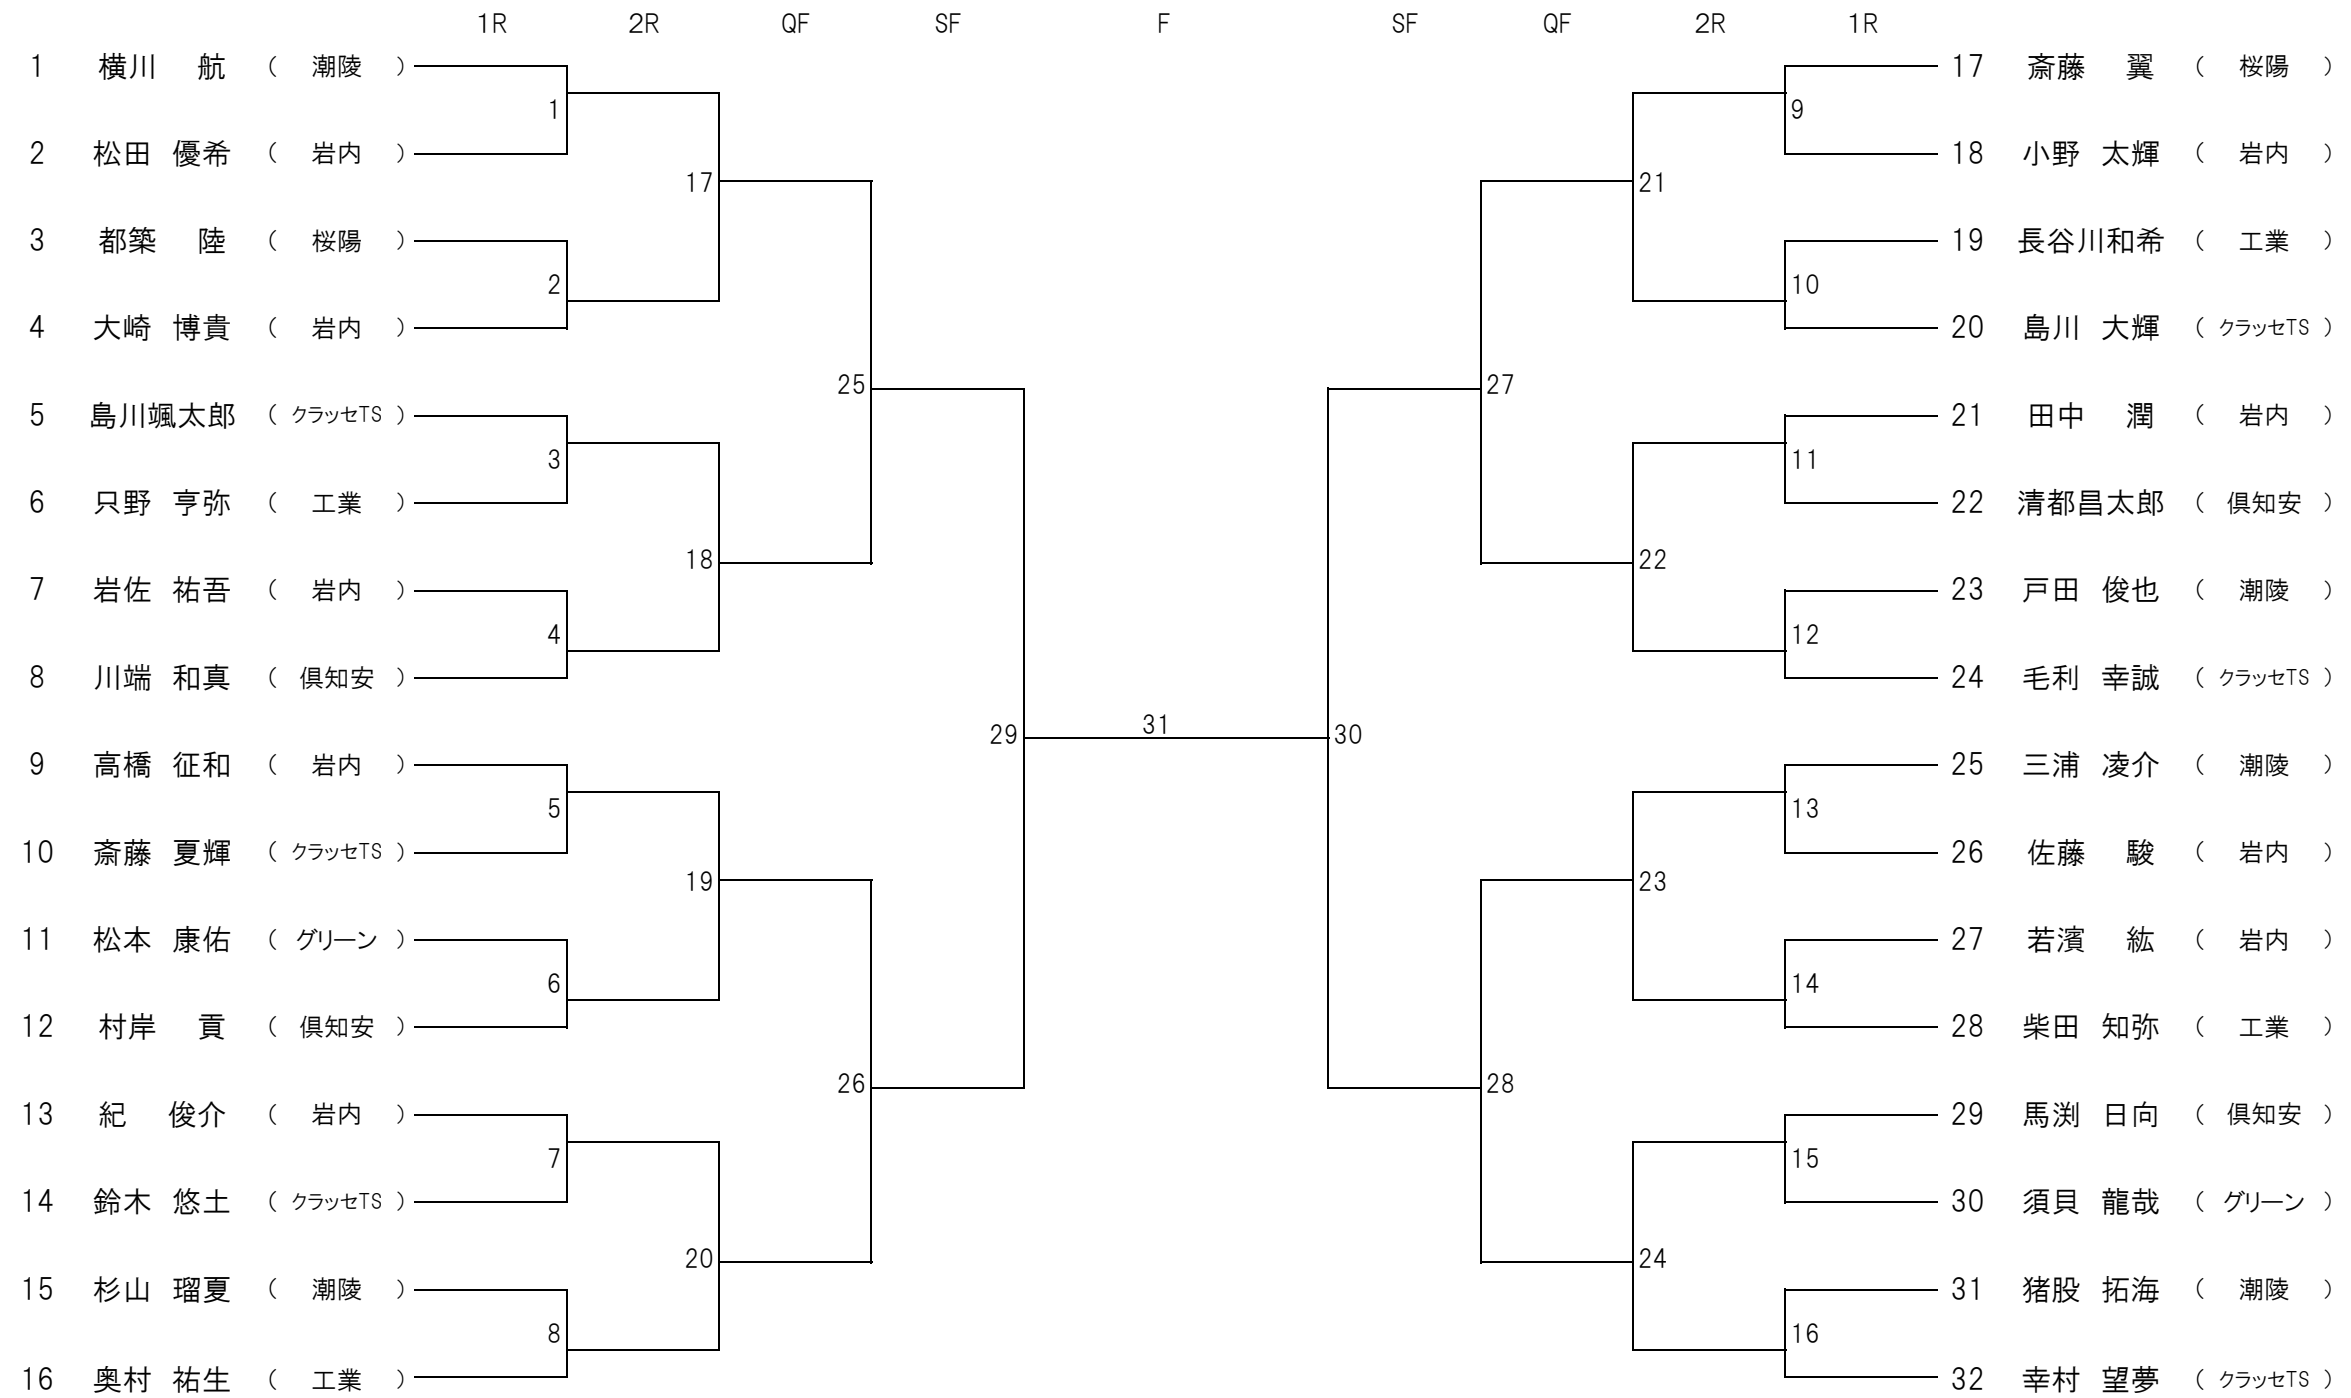 1R 2R QF SF F SF QF 2R 1R
1 横川 航 ( 潮陵 ) 17 斎藤 翼 ( 桜陽 )
1 9
2 松田 優希 ( 岩内 ) 18 小野 太輝 ( 岩内 )
17 21
3 都築 陸 ( 桜陽 ) 19 長谷川和希 ( 工業 )
2 10
4 大崎 博貴 ( 岩内 ) 20 島川 大輝 ( クラッセTS )
25 27
5 島川颯太郎 ( クラッセTS ) 21 田中 潤 ( 岩内 )
3 11
6 只野 亨弥 ( 工業 ) 22 清都昌太郎 ( 倶知安 )
18 22
7 岩佐 祐吾 ( 岩内 ) 23 戸田 俊也 ( 潮陵 )
4 12
8 川端 和真 ( 倶知安 ) 24 毛利 幸誠 ( クラッセTS )
29 31 30
9 高橋 征和 ( 岩内 ) 25 三浦 凌介 ( 潮陵 )
5 13
10 斎藤 夏輝 ( クラッセTS ) 26 佐藤 駿 ( 岩内 )
19 23
11 松本 康佑 ( グリーン ) 27 若濱 紘 ( 岩内 )
6 14
12 村岸 貢 ( 倶知安 ) 28 柴田 知弥 ( 工業 )
26 28
13 紀 俊介 ( 岩内 ) 29 馬渕 日向 ( 倶知安 )
7 15
14 鈴木 悠土 ( クラッセTS ) 30 須貝 龍哉 ( グリーン )
20 24
15 杉山 瑠夏 ( 潮陵 ) 31 猪股 拓海 ( 潮陵 )
8 16
16 奥村 祐生 ( 工業 ) 32 幸村 望夢 ( クラッセTS )